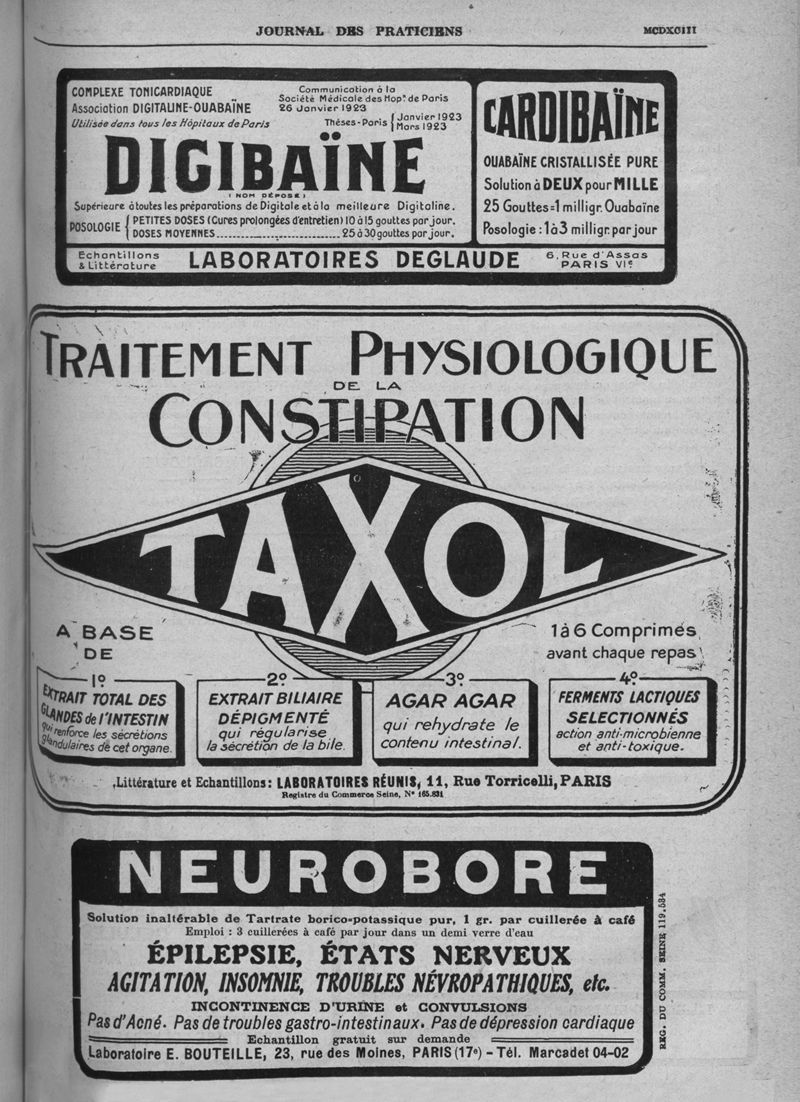 JOURNAL DES PRATICIENS
MCDXCIII
COMPLEXE TONICARDIAQUE
Association DIGITALINE-OUABAÏNE
Utilisée dans tous les Hôpitaux de Paris
Communication à la
Société Médicale des Hopx de Paris
26 Janvier 1923
Thèses-Paris { Janvier 1923
Mars 1923
DIGIBAÏNE
(NOM DÉPOSÉ)
Supérieure à toutes les préparations de Digitale et à la meilleure Digitaline.
POSOLOGIE { PETITES DOSES (Cures prolongées d'entretien) 10 à 15 gouttes par jour.
DOSES MOYENNES............................25 à 30 gouttes par jour.
CARDIBAÏNE
OUABAÏNE CRISTALLISÉE PURE
Solution à DEUX pour MILLE
25 Gouttes=1 milligr. Ouabaïne
Posologie : 1 à 3 milligr. par jour
Echantillons
& Littérature
LABORATOIRES DEGLAUDE
6, Rue d'Assas
PARIS VIe
TRAITEMENT PHYSIOLOGIQUE
DE LA
CONSTIPATION
TAXOL
A BASE
DE
1 à 6 Comprimés
avant chaque repas
1º
EXTRAIT TOTAL DES
GLANDES de l'INTESTIN
qui renforce les sécrétions
glandulaires de cet organe.
2º
EXTRAIT BILIAIRE
DÉPIGMENTÉ
qui régularise
la sécrétion de la bile.
3º
AGAR AGAR
qui rehydrate le
contenu intestinal.
4º
FERMENTS LACTIQUES
SELECTIONNÉS
action anti-microbienne
et anti-toxique.
Littérature et Echantillons: LABORATOIRES RÉUNIS, 11, Rue Torricelli, PARIS
Registre du Commerce Seine, Nº 165.831
NEUROBORE
Solution inaltérable de Tartrate borico-potassique pur, 1 gr. par cuillerée à café
Emploi : 3 cuillerées à café par jour dans un demi verre d'eau
ÉPILEPSIE, ÉTATS NERVEUX
AGITATION, INSOMNIE, TROUBLES NÉVROPATHIQUES, etc.
INCONTINENCE D'URINE et CONVULSIONS
Pas d'Acné. Pas de troubles gastro-intestinaux. Pas de dépression cardiaque
Echantillon gratuit sur demande
Laboratoire E. BOUTEILLE, 23, rue des Moines, PARIS (17e) - Tél. Marcadet 04-02
REG. DU COMM. SEINE 119.534